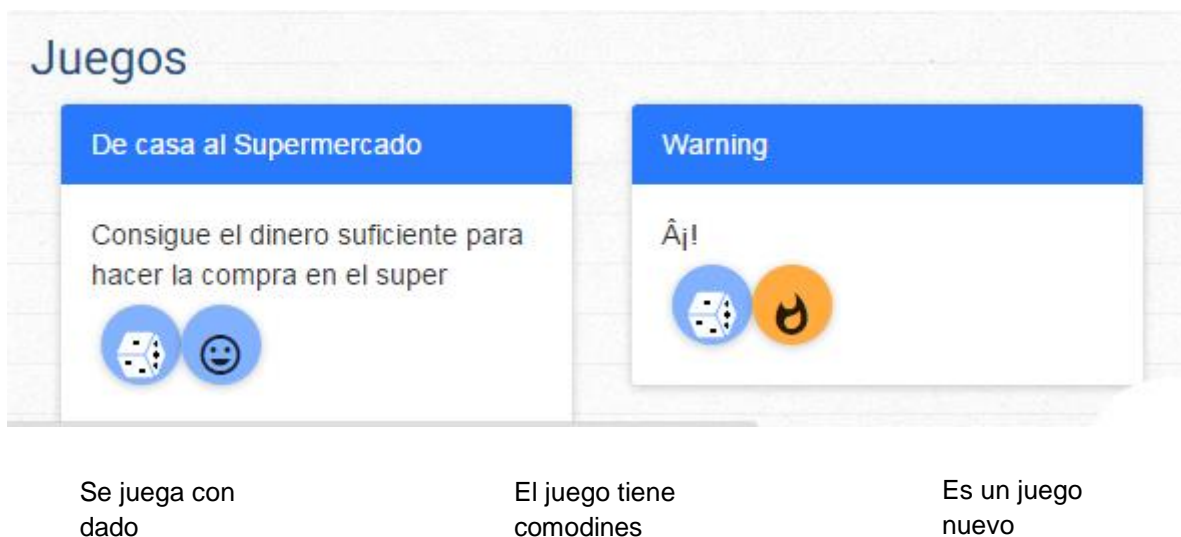 Juegos
De casa al Supermercado
Consigue el dinero suficiente para
hacer la compra en el super
Warning
Â¡!
Se juega con
dado
El juego tiene
comodines
Es un juego
nuevo